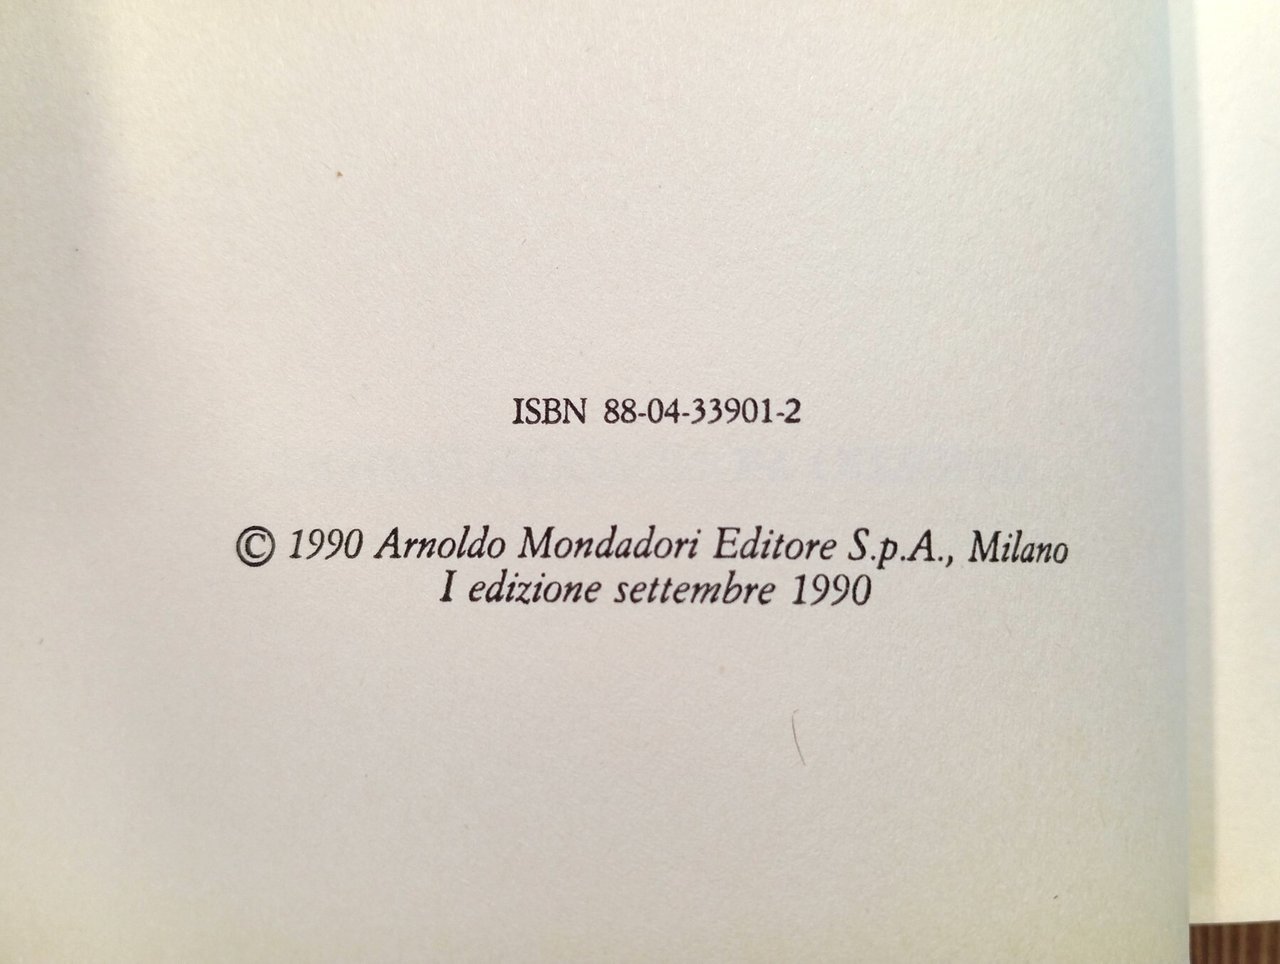 ISBN 88-04-33901-2
© 1990 Arnoldo Mondadori Editore S.p.A., Milano
I edizione settembre 1990